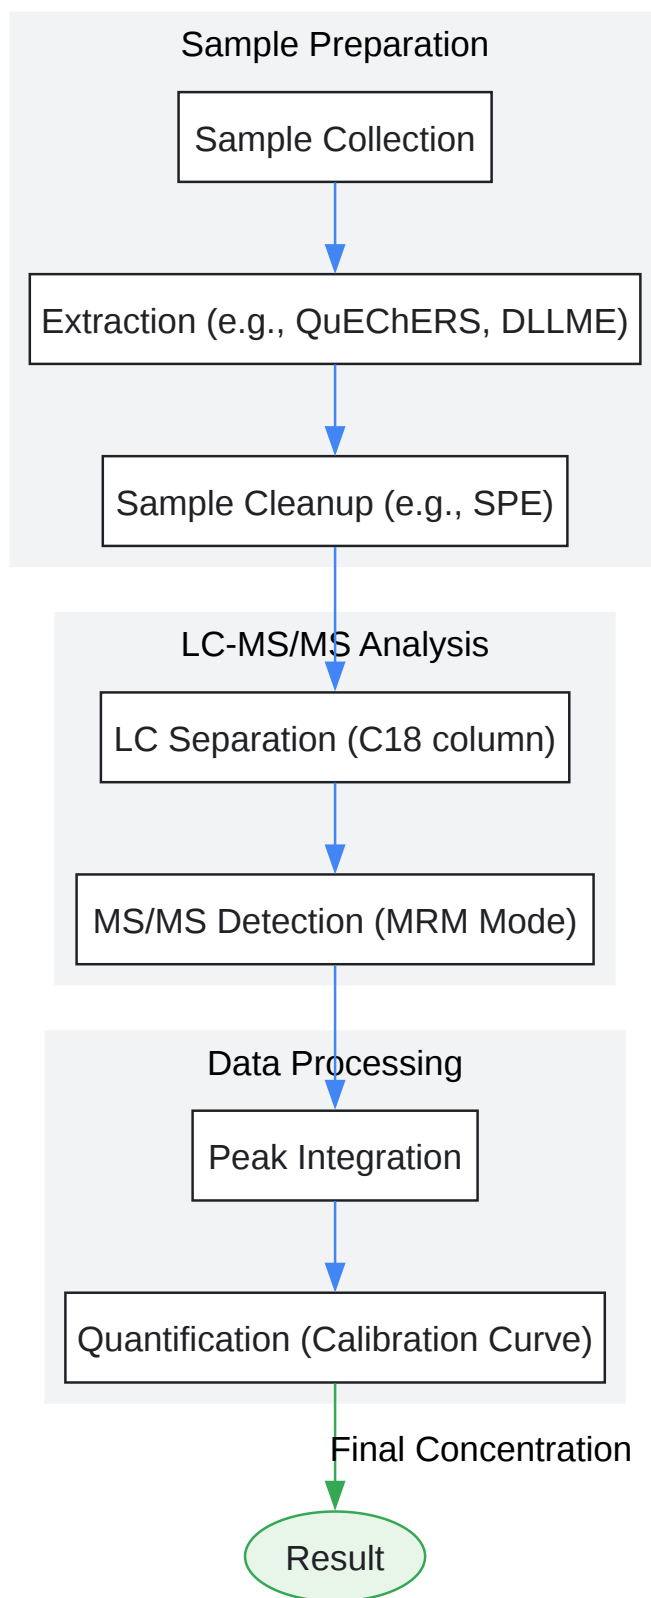 Sample Preparation
Sample Collection
Extraction (e.g., QuEChERS, DLLME)
Sample Cleanup (e.g., SPE)
LC-MS/MS Analysis
LC Separation (C18 column)
MS/MS Detection (MRM Mode)
Data Processing
Peak Integration
Quantification (Calibration Curve)
Final Concentration
Result